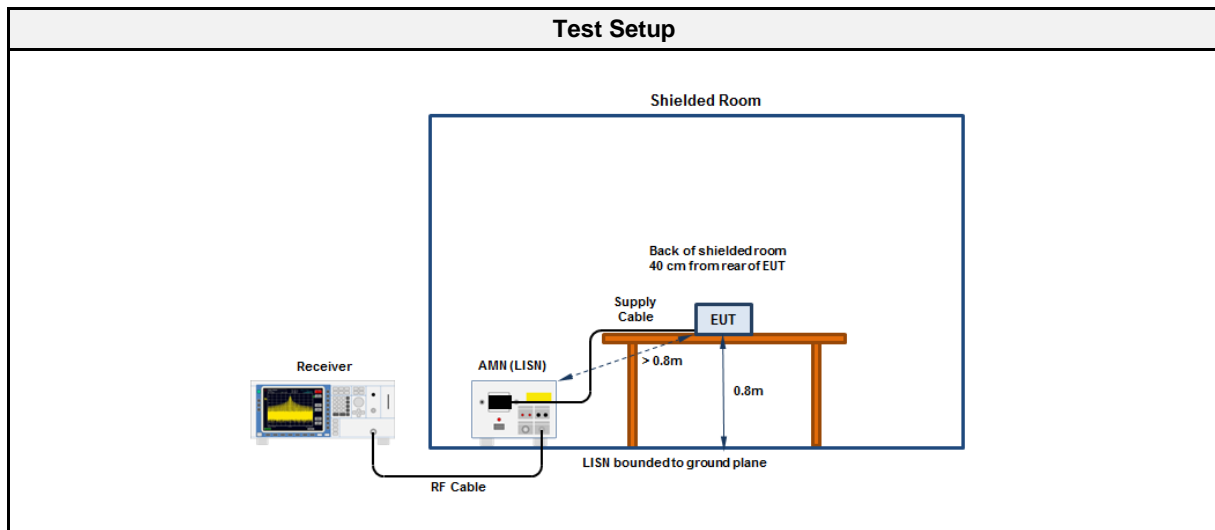 Test Setup
Shielded Room
Back of shielded room
40 cm from rear of EUT
Supply
Cable
EUT
> 0.8m
AMN (LISN)
Receiver
0.8m
LISN bounded to ground plane
RF Cable